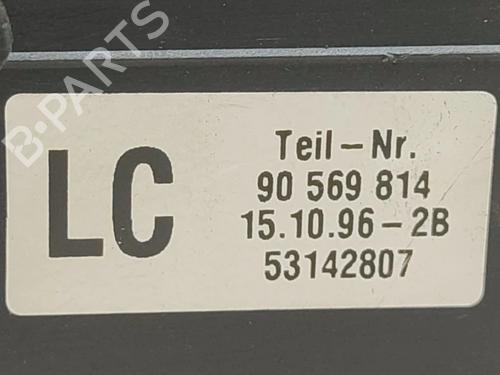 B-PARTS
LC
Teil-Nr.
90 569 814
15.10.96-2B
53142807